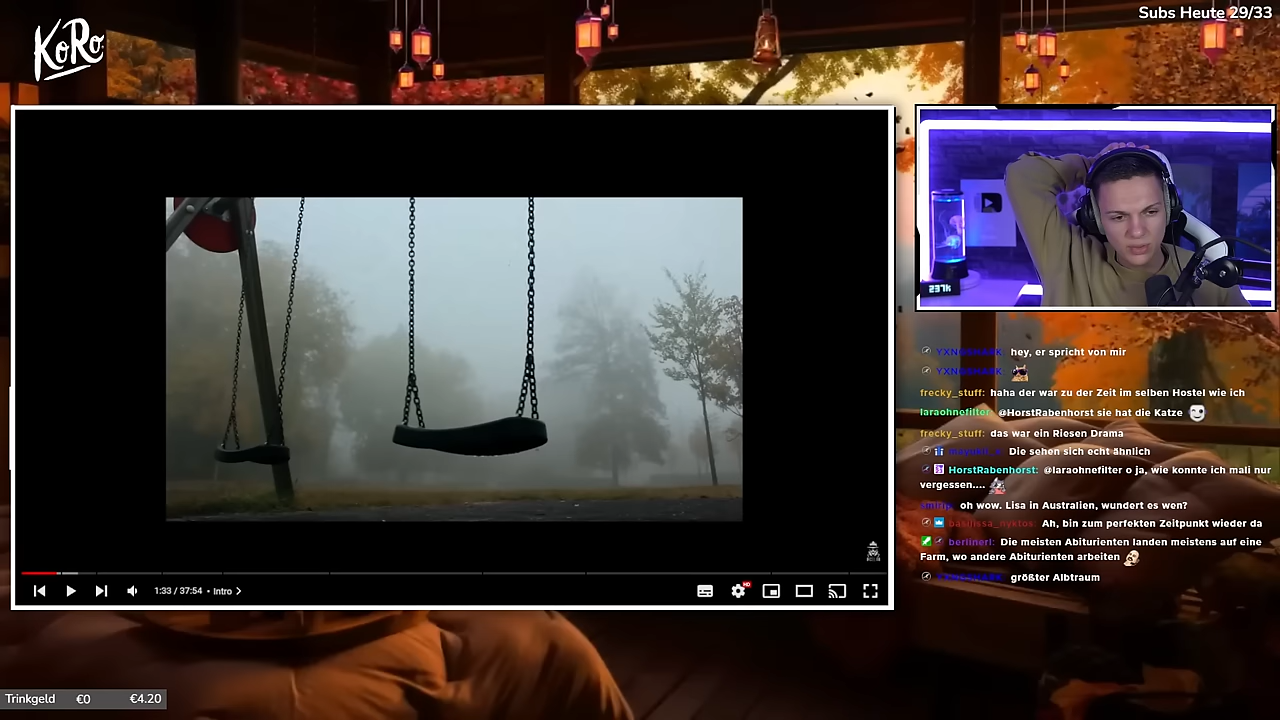 KoRo
Subs Heute 29/33
237k
hey, er spricht von mir
frecky_stuff: haha der war zu der Zeit im selben Hostel wie ich
laraohnefilter: @HorstRabenhorst sie hat die Katze
frecky_stuff: das war ein Riesen Drama
Die sehen sich echt ähnlich
HorstRabenhorst: @laraohnefilter o ja, wie konnte ich mali nur
vergessen....
oh wow. Lisa in Australien, wundert es wen?
basilissa_nyktos: Ah, bin zum perfekten Zeitpunkt wieder da
berlinerl: Die meisten Abiturienten landen meistens auf eine
Farm, wo andere Abiturienten arbeiten
größter Albtraum
1:33 / 37:54 • Intro
HD
Trinkgeld €0 €4.20